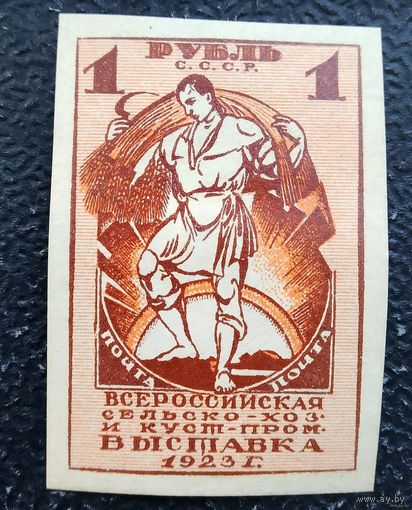 РУБЛЬ
С.С.С.Р.
1 1
ПОЧТА ПОЧТА
ВСЕРОССИЙСКАЯ
СЕЛЬСКО-ХОЗ.
И КУСТ-ПРОМ.
ВЫСТАВКА
1923 Г.
www.ay.by